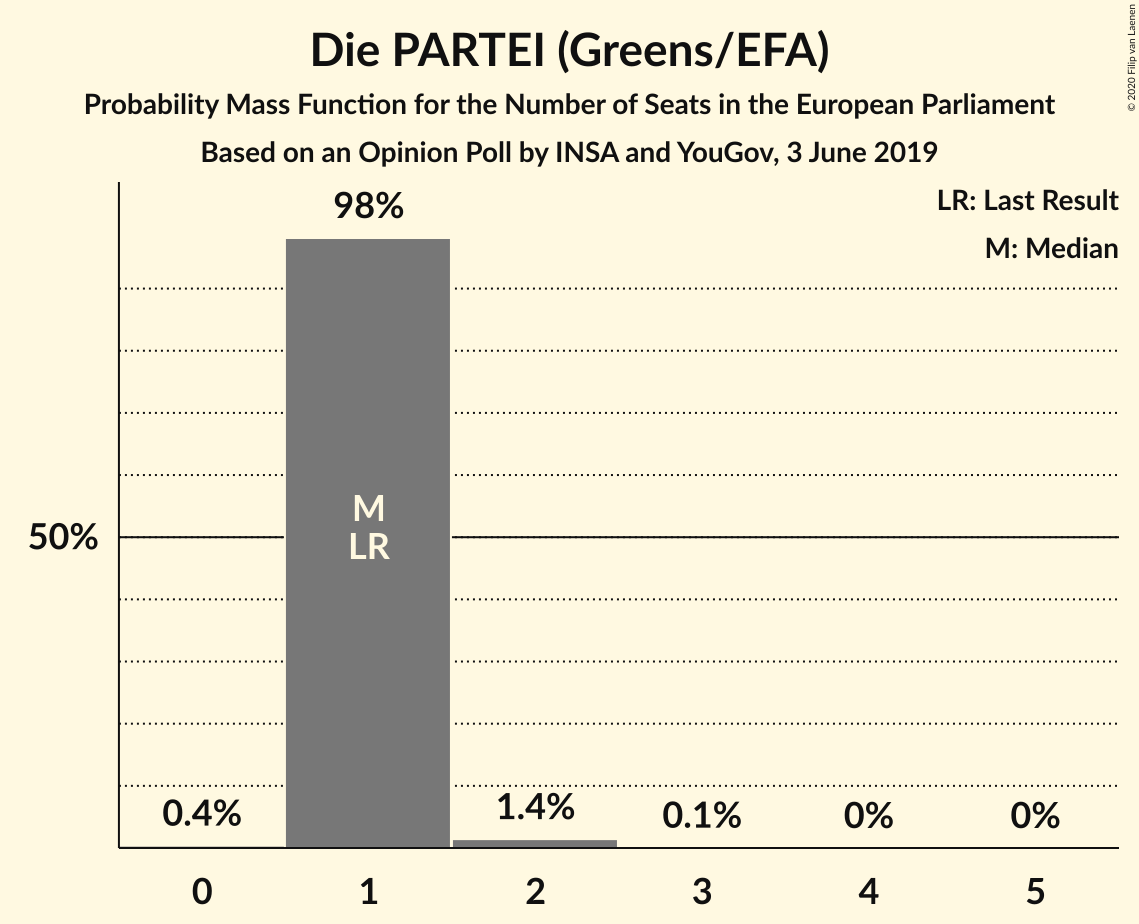 Die PARTEI (Greens/EFA)
Probability Mass Function for the Number of Seats in the European Parliament
Based on an Opinion Poll by INSA and YouGov, 3 June 2019
© 2020 Filip van Laenen
LR: Last Result
M: Median
98%
M
LR
50%
0.4%
1.4%
0.1%
0%
0%
0
1
2
3
4
5